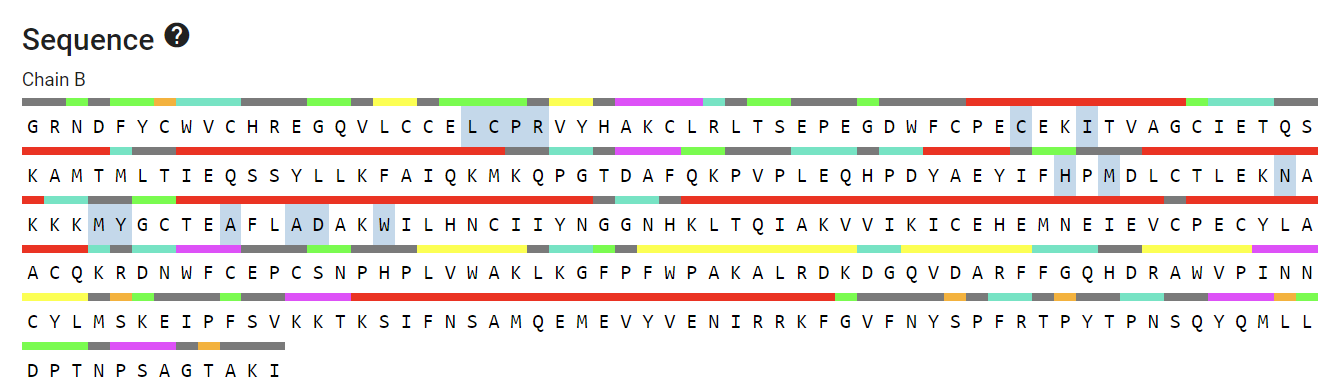 Sequence ?
Chain B
G R N D F Y C W V C H R E G Q V L C C E L C P R V Y H A K C L R L T S E P E G D W F C P E C E K I T V A G C I E T Q S
K A M T M L T I E Q S S Y L L K F A I Q K M K Q P G T D A F Q K P V P L E Q H P D Y A E Y I F H P M D L C T L E K N A
K K K M Y G C T E A F L A D A K W I L H N C I I Y N G G N H K L T Q I A K V V I K I C E H E M N E I E V C P E C Y L A
A C Q K R D N W F C E P C S N P H P L V W A K L K G F P F W P A K A L R D K D G Q V D A R F F G Q H D R A W V P I N N
C Y L M S K E I P F S V K K T K S I F N S A M Q E M E V Y V E N I R R K F G V F N Y S P F R T P Y T P N S Q Y Q M L L
D P T N P S A G T A K I